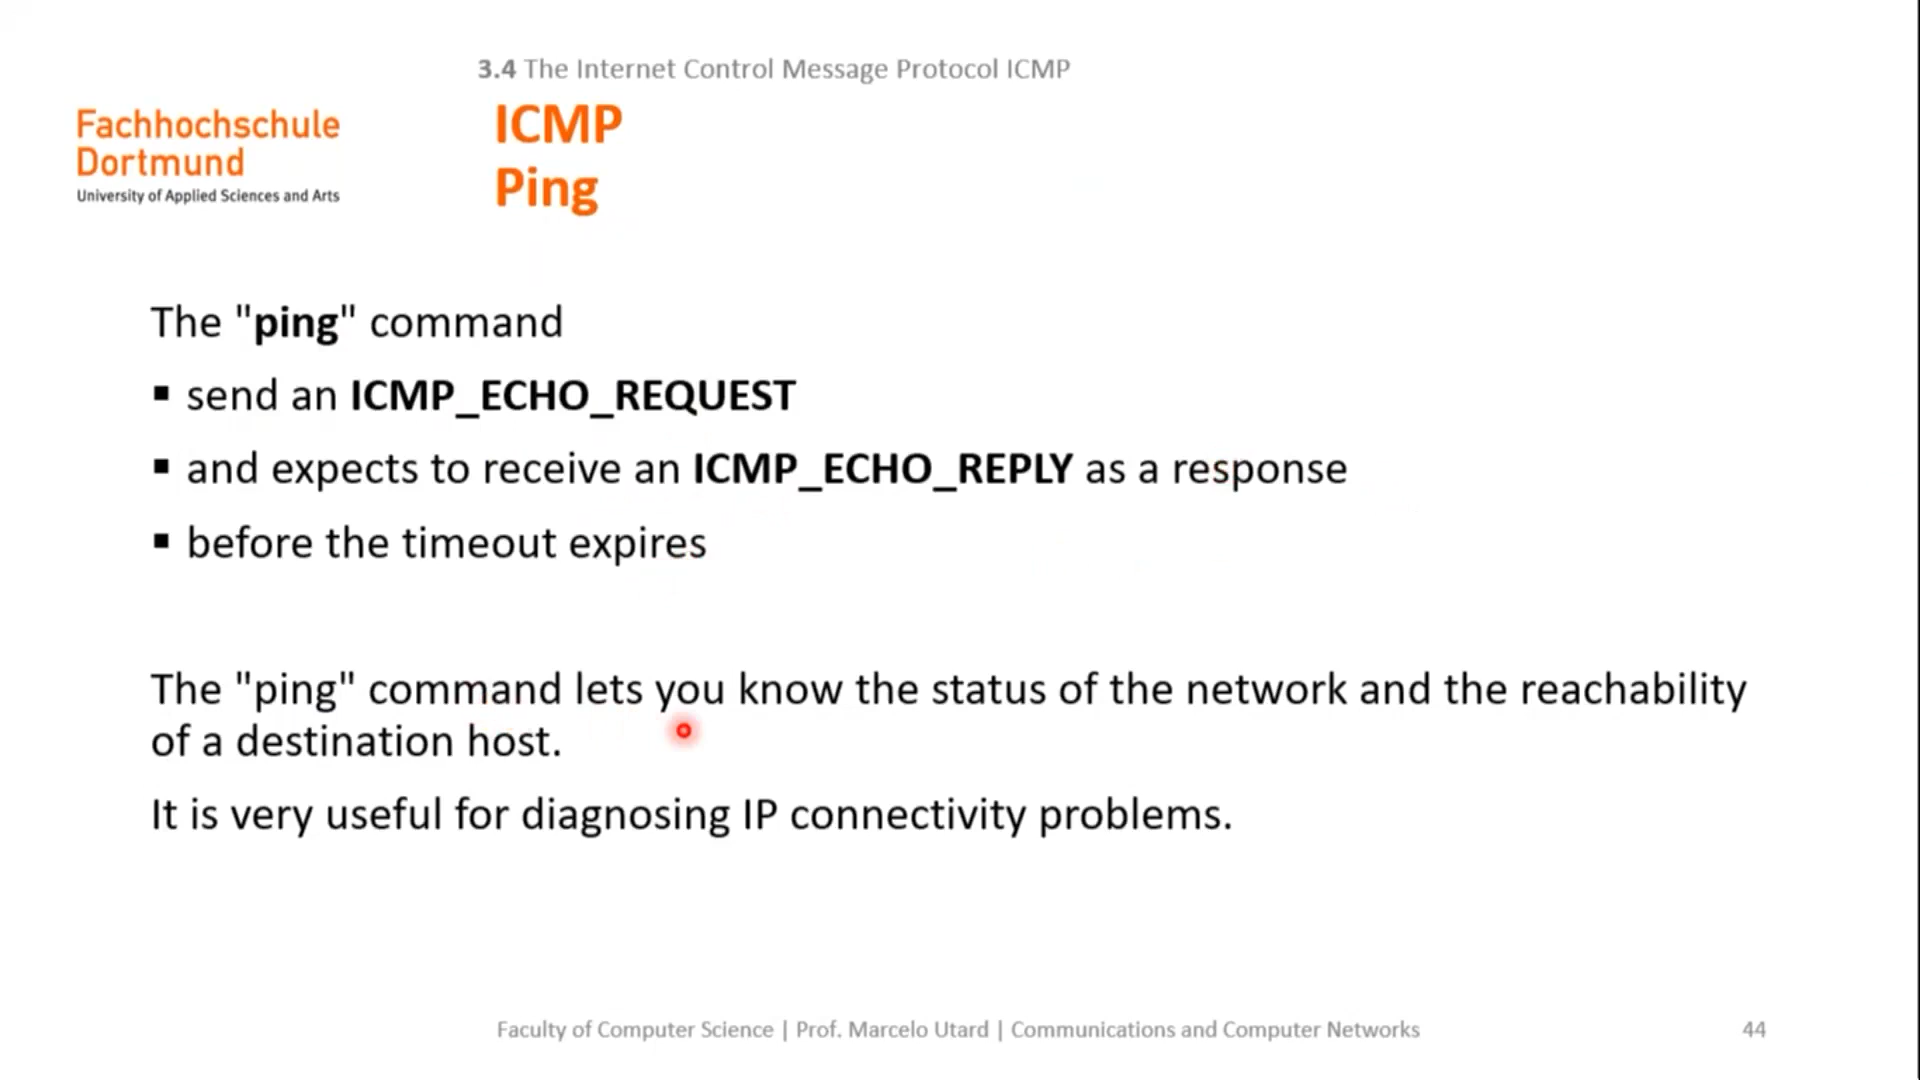 3.4 The Internet Control Message Protocol ICMP
Fachhochschule
Dortmund
University of Applied Sciences and Arts
ICMP
Ping
The "ping" command
▪ send an ICMP_ECHO_REQUEST
▪ and expects to receive an ICMP_ECHO_REPLY as a response
▪ before the timeout expires
The "ping" command lets you know the status of the network and the reachability
of a destination host.
It is very useful for diagnosing IP connectivity problems.
Faculty of Computer Science | Prof. Marcelo Utard | Communications and Computer Networks
44